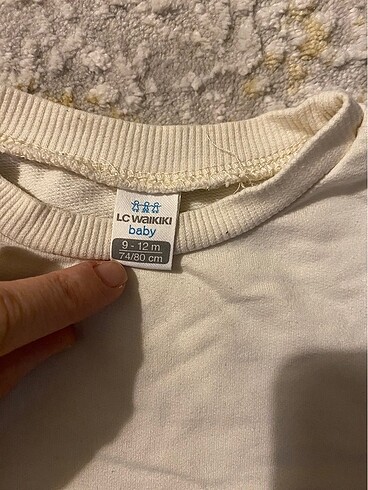 LC WAIKIKI
baby
9 - 12 m
74/80 cm